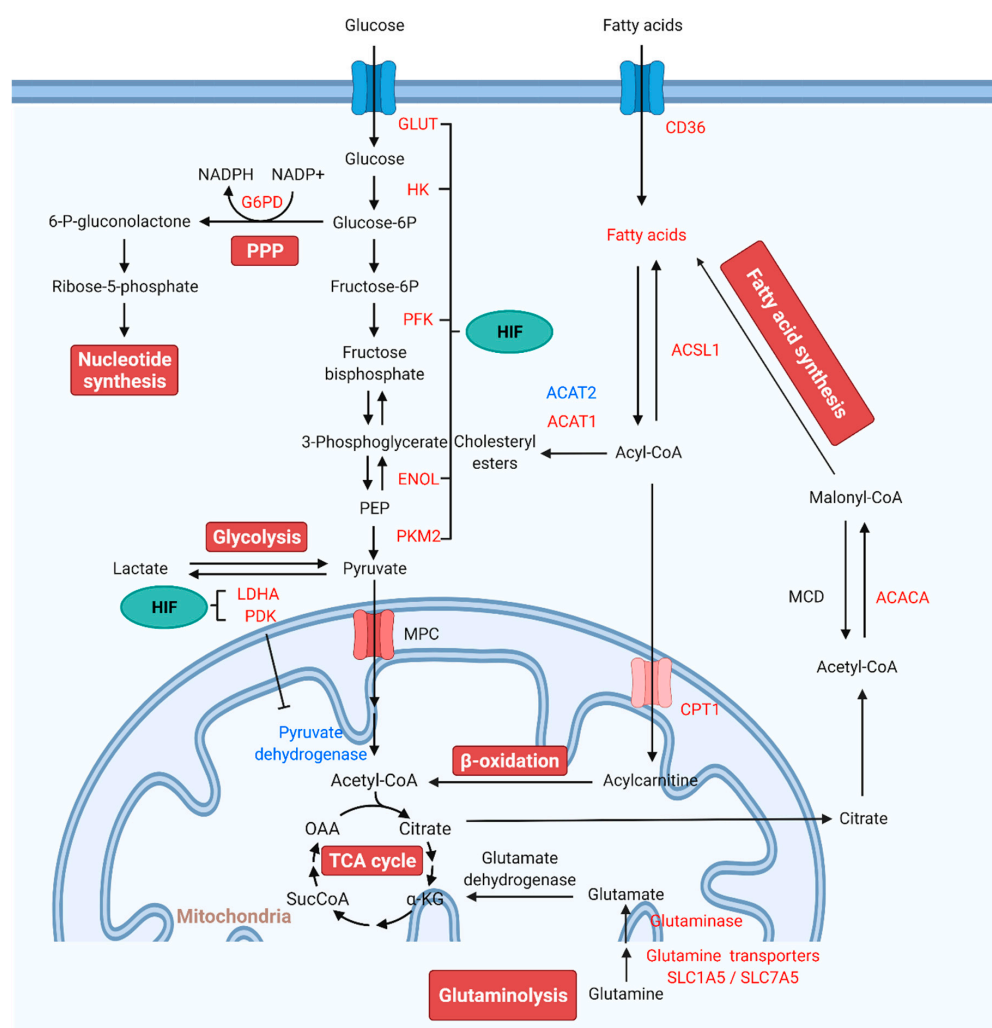 Glucose
Fatty acids
GLUT
CD36
Glucose
NADPH
NADP+
HK
G6PD
6-P-gluconolactone
Glucose-6P
PPP
Fatty acids
Fatty acid synthesis
Ribose-5-phosphate
Fructose-6P
PFK
HIF
Nucleotide
synthesis
Fructose
bisphosphate
ACSL1
ACAT2
ACAT1
3-Phosphoglycerate
Cholesteryl
esters
Acyl-CoA
ENOL
PEP
Malonyl-CoA
Glycolysis
PKM2
Lactate
Pyruvate
HIF
LDHA
PDK
MCD
ACACA
MPC
Acetyl-CoA
CPT1
Pyruvate
dehydrogenase
β-oxidation
Acetyl-CoA
Acylcarnitine
OAA
Citrate
Citrate
TCA cycle
Glutamate
dehydrogenase
SucCoA
α-KG
Glutamate
Mitochondria
Glutaminase
Glutamine transporters
SLC1A5 / SLC7A5
Glutaminolysis
Glutamine